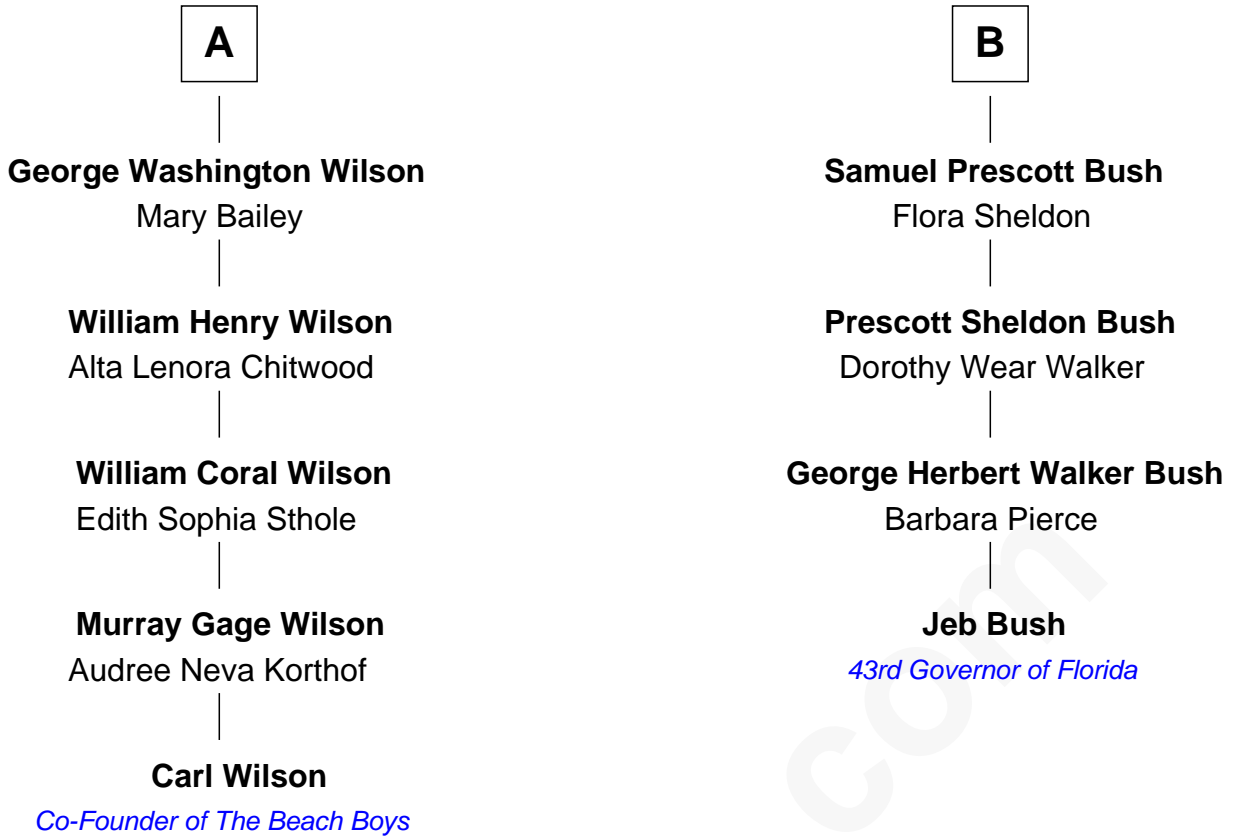 A
George Washington Wilson
Mary Bailey
William Henry Wilson
Alta Lenora Chitwood
William Coral Wilson
Edith Sophia Sthole
Murray Gage Wilson
Audree Neva Korthof
Carl Wilson
Co-Founder of The Beach Boys
B
Samuel Prescott Bush
Flora Sheldon
Prescott Sheldon Bush
Dorothy Wear Walker
George Herbert Walker Bush
Barbara Pierce
Jeb Bush
43rd Governor of Florida
com